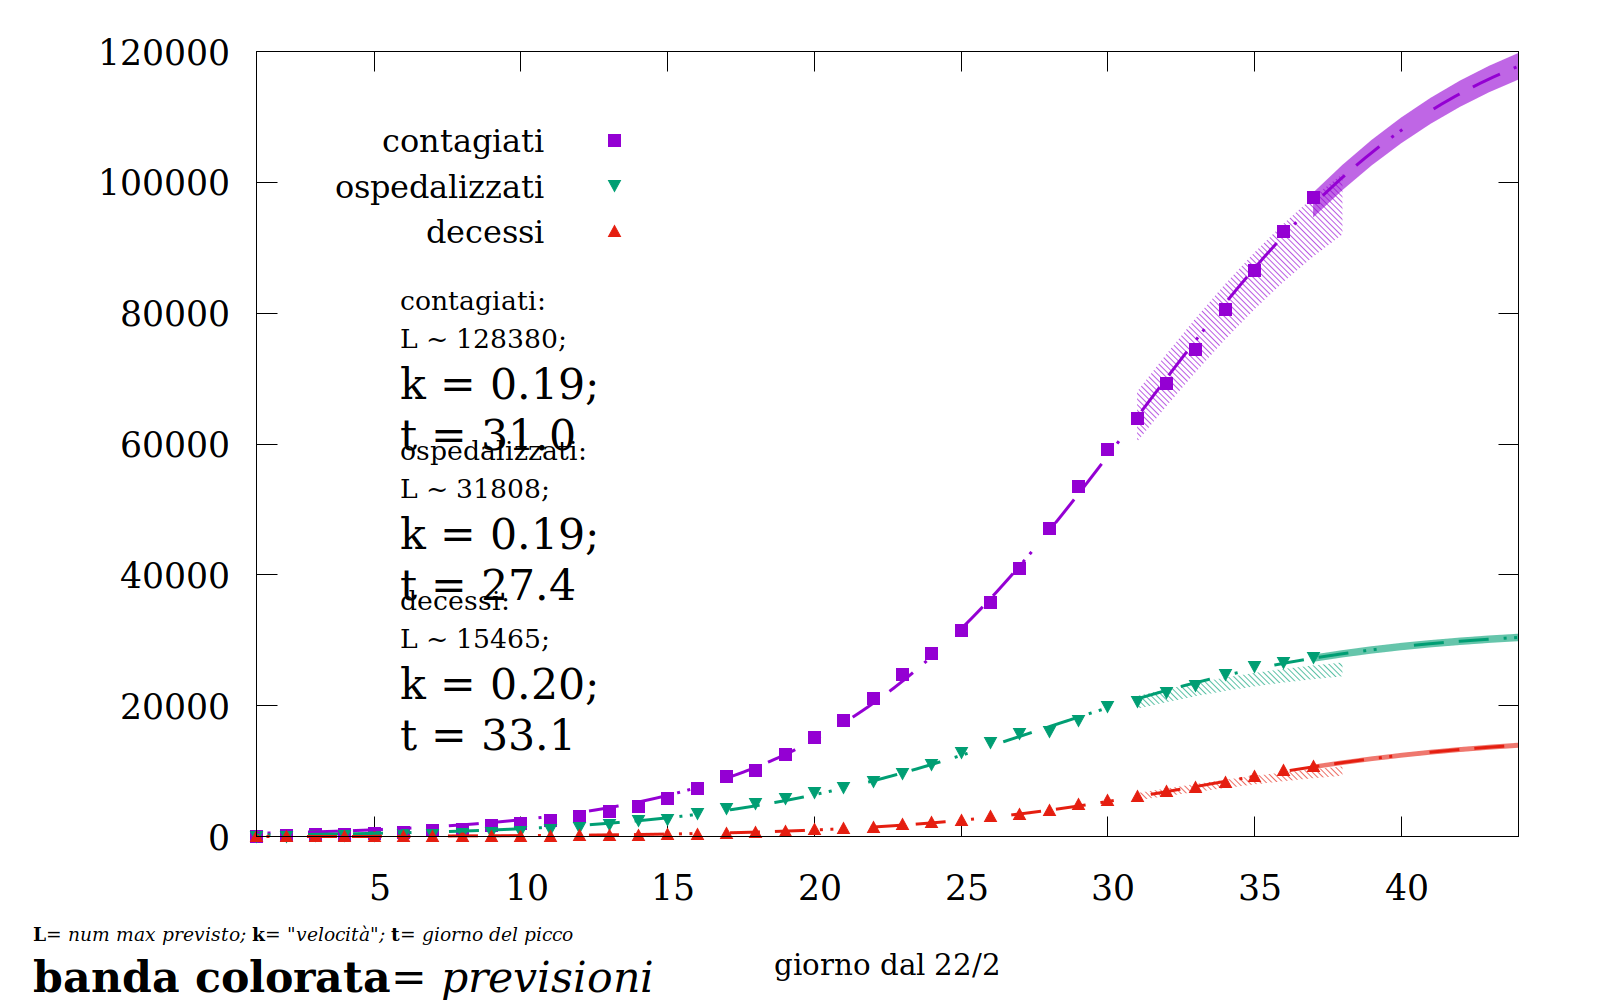 120000
100000
80000
60000
40000
20000
0
contagiati
ospedalizzati
decessi
contagiati:
L ~ 128380;
k = 0.19;
t = 31.0
ospedalizzati:
L ~ 31808;
k = 0.19;
t = 27.4
decessi:
L ~ 15465;
k = 0.20;
t = 33.1
5 10 15 20 25 30 35 40
L= num max previsto; k= "velocità"; t= giorno del picco
banda colorata= previsioni
giorno dal 22/2